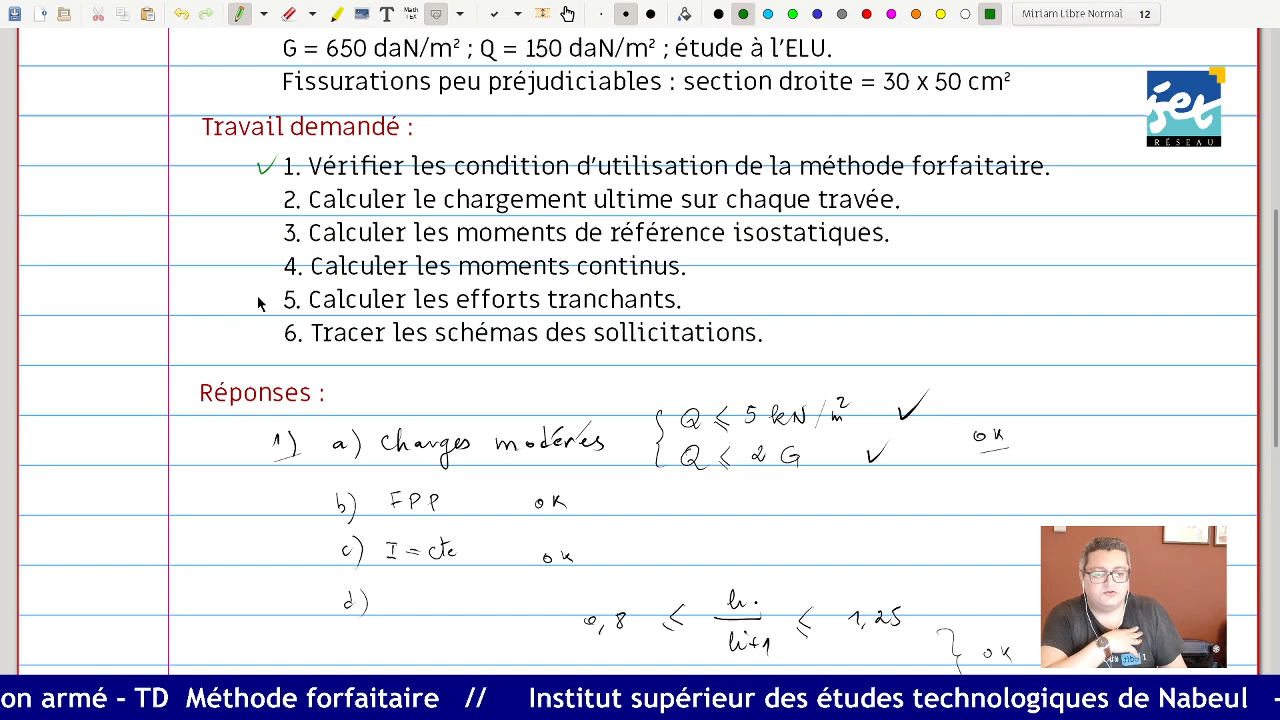 Math TEX
Miriam Libre Normal 12
G = 650 daN/m² ; Q = 150 daN/m² ; étude à l'ELU.
Fissurations peu préjudiciables : section droite = 30 x 50 cm²
iset
RÉSEAU
Travail demandé :
1. Vérifier les condition d'utilisation de la méthode forfaitaire.
2. Calculer le chargement ultime sur chaque travée.
3. Calculer les moments de référence isostatiques.
4. Calculer les moments continus.
5. Calculer les efforts tranchants.
6. Tracer les schémas des sollicitations.
Réponses :
1) a) Charges modérées { Q ≤ 5 kN/m² ✓
Q ≤ 2 G ✓ ok
b) FPP ok
c) I = cte ok
d)
0,8 ≤ li / li+1 ≤ 1,25
} ok
on armé - TD Méthode forfaitaire // Institut supérieur des études technologiques de Nabeul -